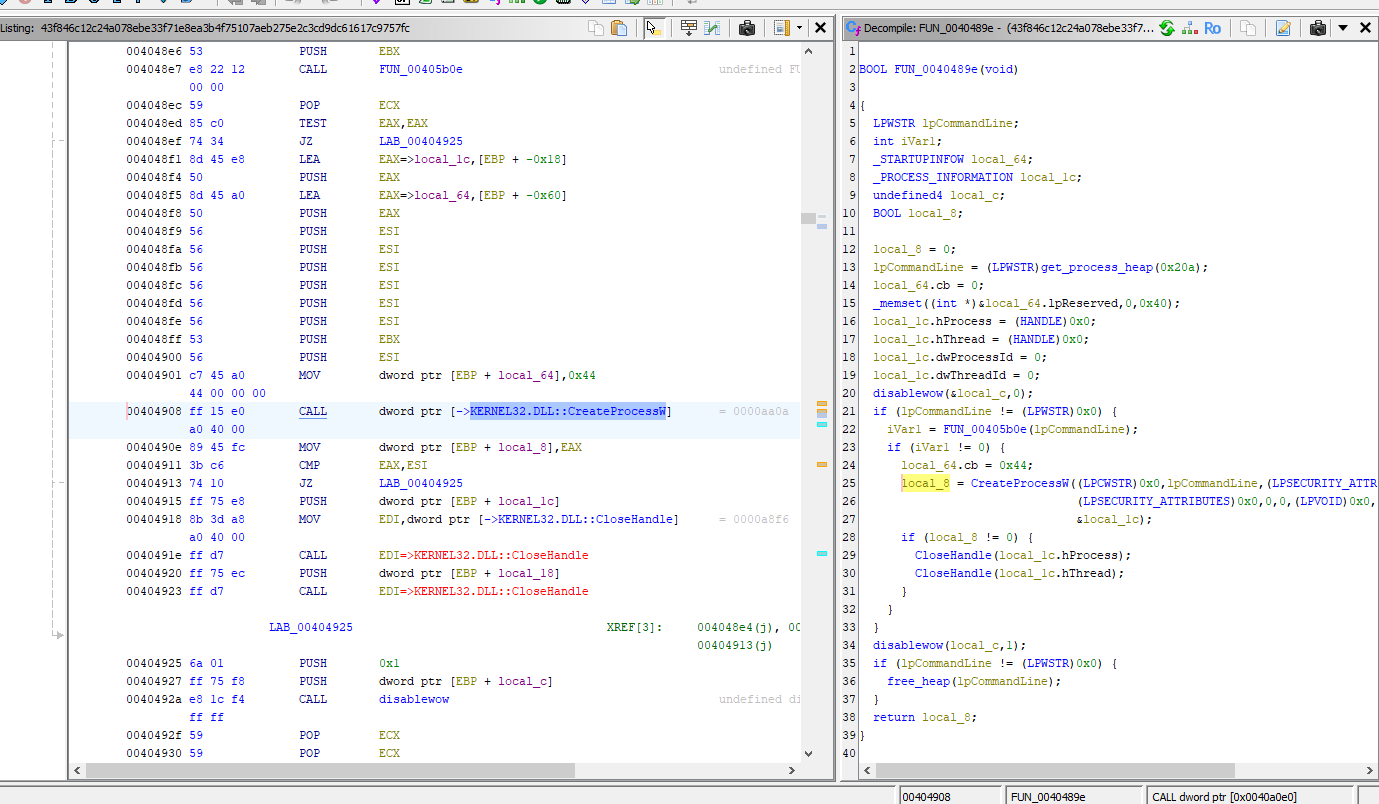 Listing: 43f846c12c24a078ebe33f71e8ea3b4f75107aeb275e2c3cd9dc61617c9757fc
004048e6 53 PUSH EBX
004048e7 e8 22 12 CALL FUN_00405b0e undefined FU
00 00
004048ec 59 POP ECX
004048ed 85 c0 TEST EAX,EAX
004048ef 74 34 JZ LAB_00404925
004048f1 8d 45 e8 LEA EAX=>local_1c,[EBP + -0x18]
004048f4 50 PUSH EAX
004048f5 8d 45 a0 LEA EAX=>local_64,[EBP + -0x60]
004048f8 50 PUSH EAX
004048f9 56 PUSH ESI
004048fa 56 PUSH ESI
004048fb 56 PUSH ESI
004048fc 56 PUSH ESI
004048fd 56 PUSH ESI
004048fe 56 PUSH ESI
004048ff 53 PUSH EBX
00404900 56 PUSH ESI
00404901 c7 45 a0 MOV dword ptr [EBP + local_64],0x44
44 00 00 00
00404908 ff 15 e0 CALL dword ptr [->KERNEL32.DLL::CreateProcessW] = 0000aa0a
a0 40 00
0040490e 89 45 fc MOV dword ptr [EBP + local_8],EAX
00404911 3b c6 CMP EAX,ESI
00404913 74 10 JZ LAB_00404925
00404915 ff 75 e8 PUSH dword ptr [EBP + local_1c]
00404918 8b 3d a8 MOV EDI,dword ptr [->KERNEL32.DLL::CloseHandle] = 0000a8f6
a0 40 00
0040491e ff d7 CALL EDI=>KERNEL32.DLL::CloseHandle
00404920 ff 75 ec PUSH dword ptr [EBP + local_18]
00404923 ff d7 CALL EDI=>KERNEL32.DLL::CloseHandle
LAB_00404925 XREF[3]: 004048e4(j), 00
00404913(j)
00404925 6a 01 PUSH 0x1
00404927 ff 75 f8 PUSH dword ptr [EBP + local_c]
0040492a e8 1c f4 CALL disablewow undefined di
ff ff
0040492f 59 POP ECX
00404930 59 POP ECX
Decompile: FUN_0040489e - (43f846c12c24a078ebe33f7...
Ro
1
2 BOOL FUN_0040489e(void)
3
4 {
5 LPWSTR lpCommandLine;
6 int iVar1;
7 _STARTUPINFOW local_64;
8 _PROCESS_INFORMATION local_1c;
9 undefined4 local_c;
10 BOOL local_8;
11
12 local_8 = 0;
13 lpCommandLine = (LPWSTR)get_process_heap(0x20a);
14 local_64.cb = 0;
15 _memset((int *)&local_64.lpReserved,0,0x40);
16 local_1c.hProcess = (HANDLE)0x0;
17 local_1c.hThread = (HANDLE)0x0;
18 local_1c.dwProcessId = 0;
19 local_1c.dwThreadId = 0;
20 disablewow(&local_c,0);
21 if (lpCommandLine != (LPWSTR)0x0) {
22 iVar1 = FUN_00405b0e(lpCommandLine);
23 if (iVar1 != 0) {
24 local_64.cb = 0x44;
25 local_8 = CreateProcessW((LPCWSTR)0x0,lpCommandLine,(LPSECURITY_ATTR
26 (LPSECURITY_ATTRIBUTES)0x0,0,0,(LPVOID)0x0,
27 &local_1c);
28 if (local_8 != 0) {
29 CloseHandle(local_1c.hProcess);
30 CloseHandle(local_1c.hThread);
31 }
32 }
33 }
34 disablewow(local_c,1);
35 if (lpCommandLine != (LPWSTR)0x0) {
36 free_heap(lpCommandLine);
37 }
38 return local_8;
39 }
40
00404908 FUN_0040489e CALL dword ptr [0x0040a0e0]